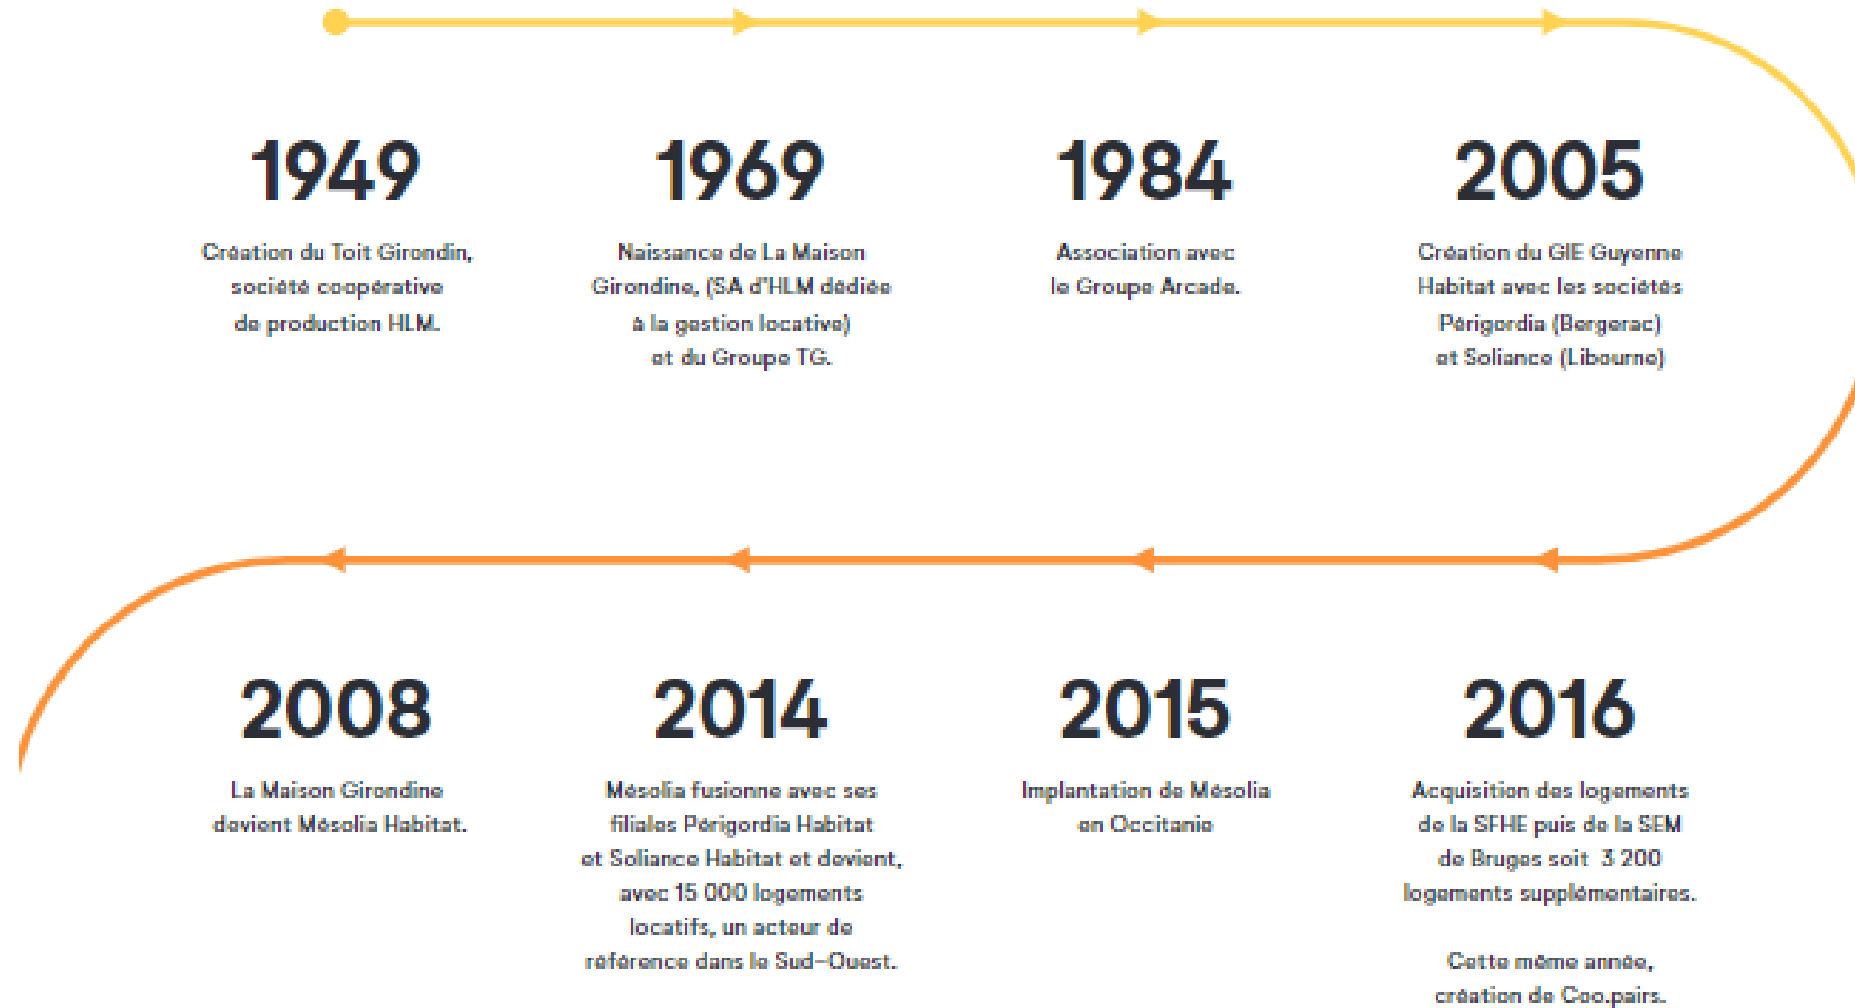 1949
Création du Toit Girondin,
société coopérative
de production HLM.
1969
Naissance de La Maison
Girondine, (SA d'HLM dédiée
à la gestion locative)
et du Groupe TG.
1984
Association avec
le Groupe Arcade.
2005
Création du GIE Guyenne
Habitat avec les sociétés
Périgordia (Bergerac)
et Soliance (Libourne)
2008
La Maison Girondine
devient Mésolia Habitat.
2014
Mésolia fusionne avec ses
filiales Périgordia Habitat
et Soliance Habitat et devient,
avec 15 000 logements
locatifs, un acteur de
référence dans le Sud-Ouest.
2015
Implantation de Mésolia
en Occitanie
2016
Acquisition des logements
de la SFHE puis de la SEM
de Bruges soit 3 200
logements supplémentaires.
Cette même année,
création de Coo.pairs.